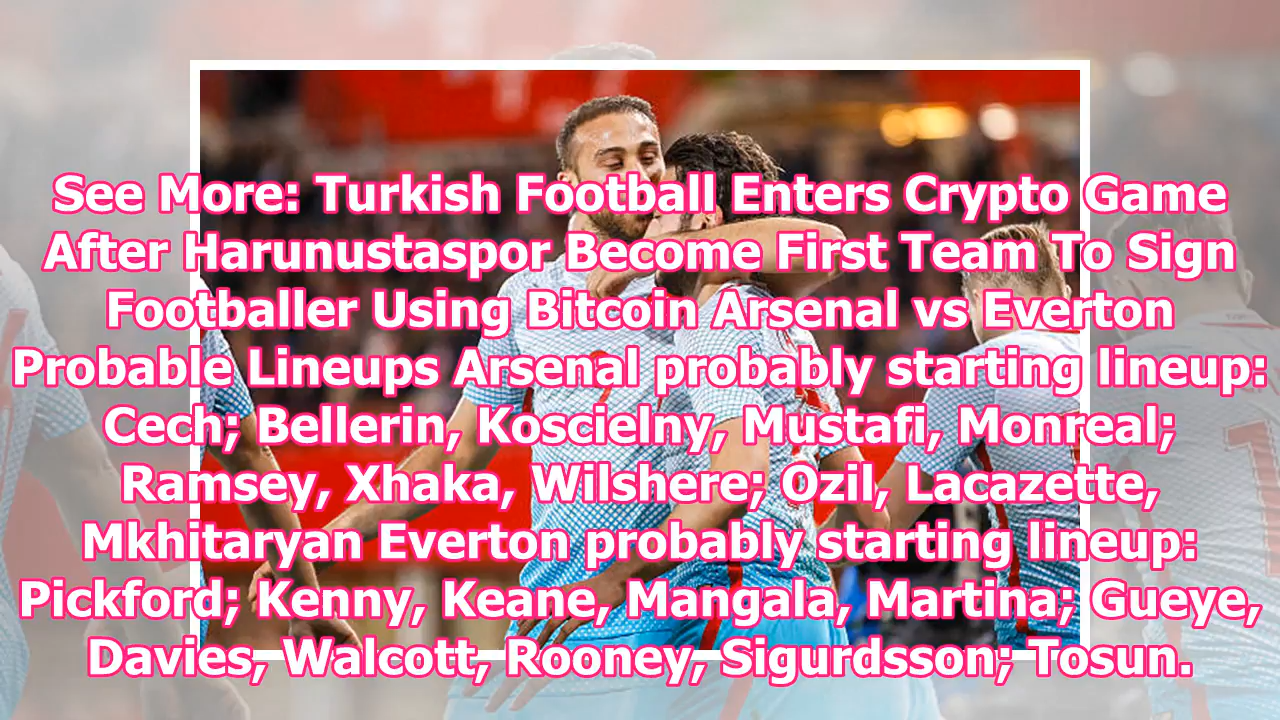 See More: Turkish Football Enters Crypto Game
After Harunustaspor Become First Team To Sign
Footballer Using Bitcoin Arsenal vs Everton
Probable Lineups Arsenal probably starting lineup:
Cech; Bellerin, Koscielny, Mustafi, Monreal;
Ramsey, Xhaka, Wilshere; Ozil, Lacazette,
Mkhitaryan Everton probably starting lineup:
Pickford; Kenny, Keane, Mangala, Martina; Gueye,
Davies, Walcott, Rooney, Sigurdsson; Tosun.